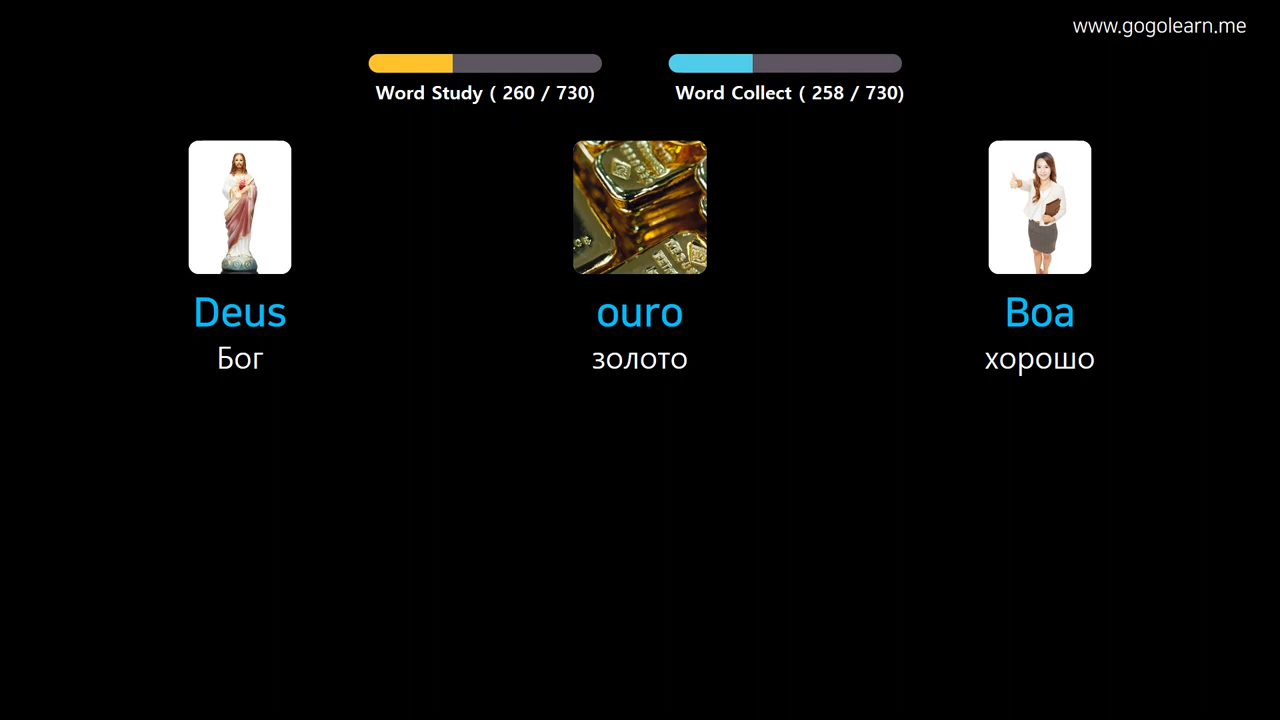 www.gogolearn.me
Word Study ( 260 / 730)
Word Collect ( 258 / 730)
Deus
ouro
Boa
Бог
золото
хорошо